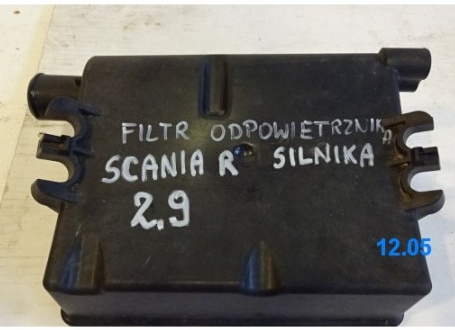 FILTR ODPOWIETRZNIKA
SCANIA R SILNIKA
2.9
12.05